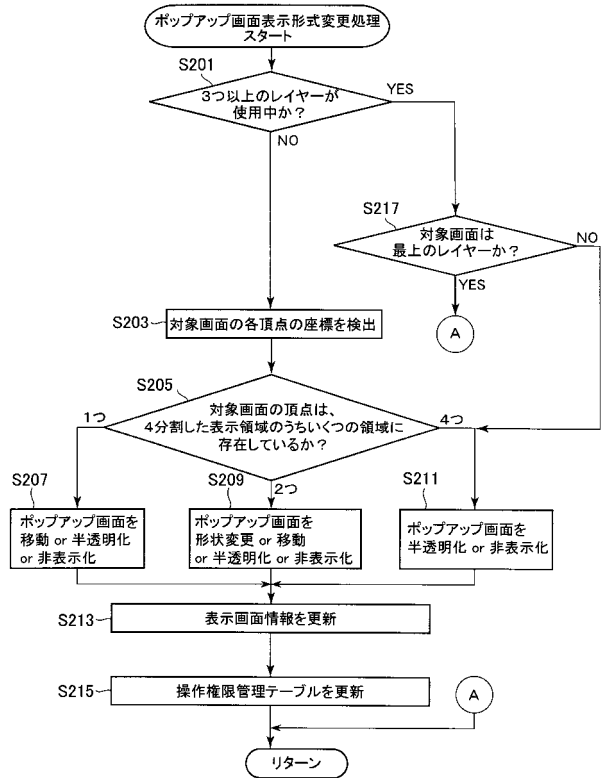 ポップアップ画面表示形式変更処理
スタート
S201
3つ以上のレイヤーが
使用中か？
YES
NO
S217
対象画面は
最上のレイヤーか？
NO
YES
A
S203
対象画面の各頂点の座標を検出
S205
対象画面の頂点は、
4分割した表示領域のうちいくつの領域に
存在しているか？
1つ
4つ
2つ
S207
ポップアップ画面を
移動 or 半透明化
or 非表示化
S209
ポップアップ画面を
形状変更 or 移動
or 半透明化 or 非表示化
S211
ポップアップ画面を
半透明化 or 非表示化
S213
表示画面情報を更新
S215
操作権限管理テーブルを更新
A
リターン